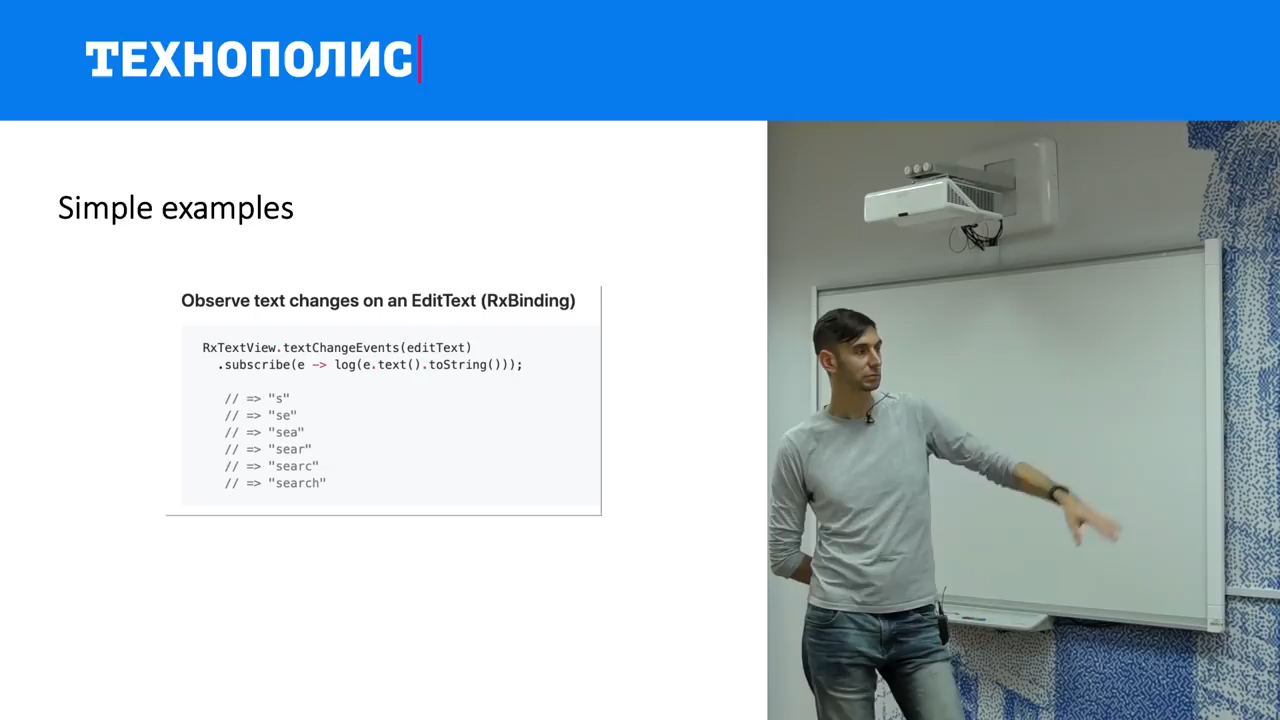 ТЕХНОПОЛИС
Simple examples
Observe text changes on an EditText (RxBinding)
RxTextView.textChangeEvents(editText)
.subscribe(e -> log(e.text().toString()));
// => "s"
// => "se"
// => "sea"
// => "sear"
// => "searc"
// => "search"